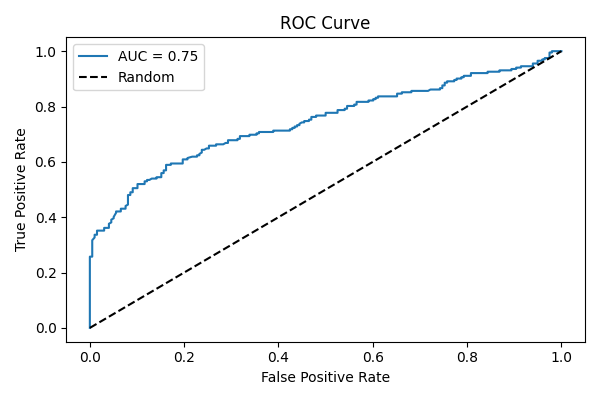 ROC Curve
AUC = 0.75
Random
True Positive Rate
1.0
0.8
0.6
0.4
0.2
0.0
0.0 0.2 0.4 0.6 0.8 1.0
False Positive Rate